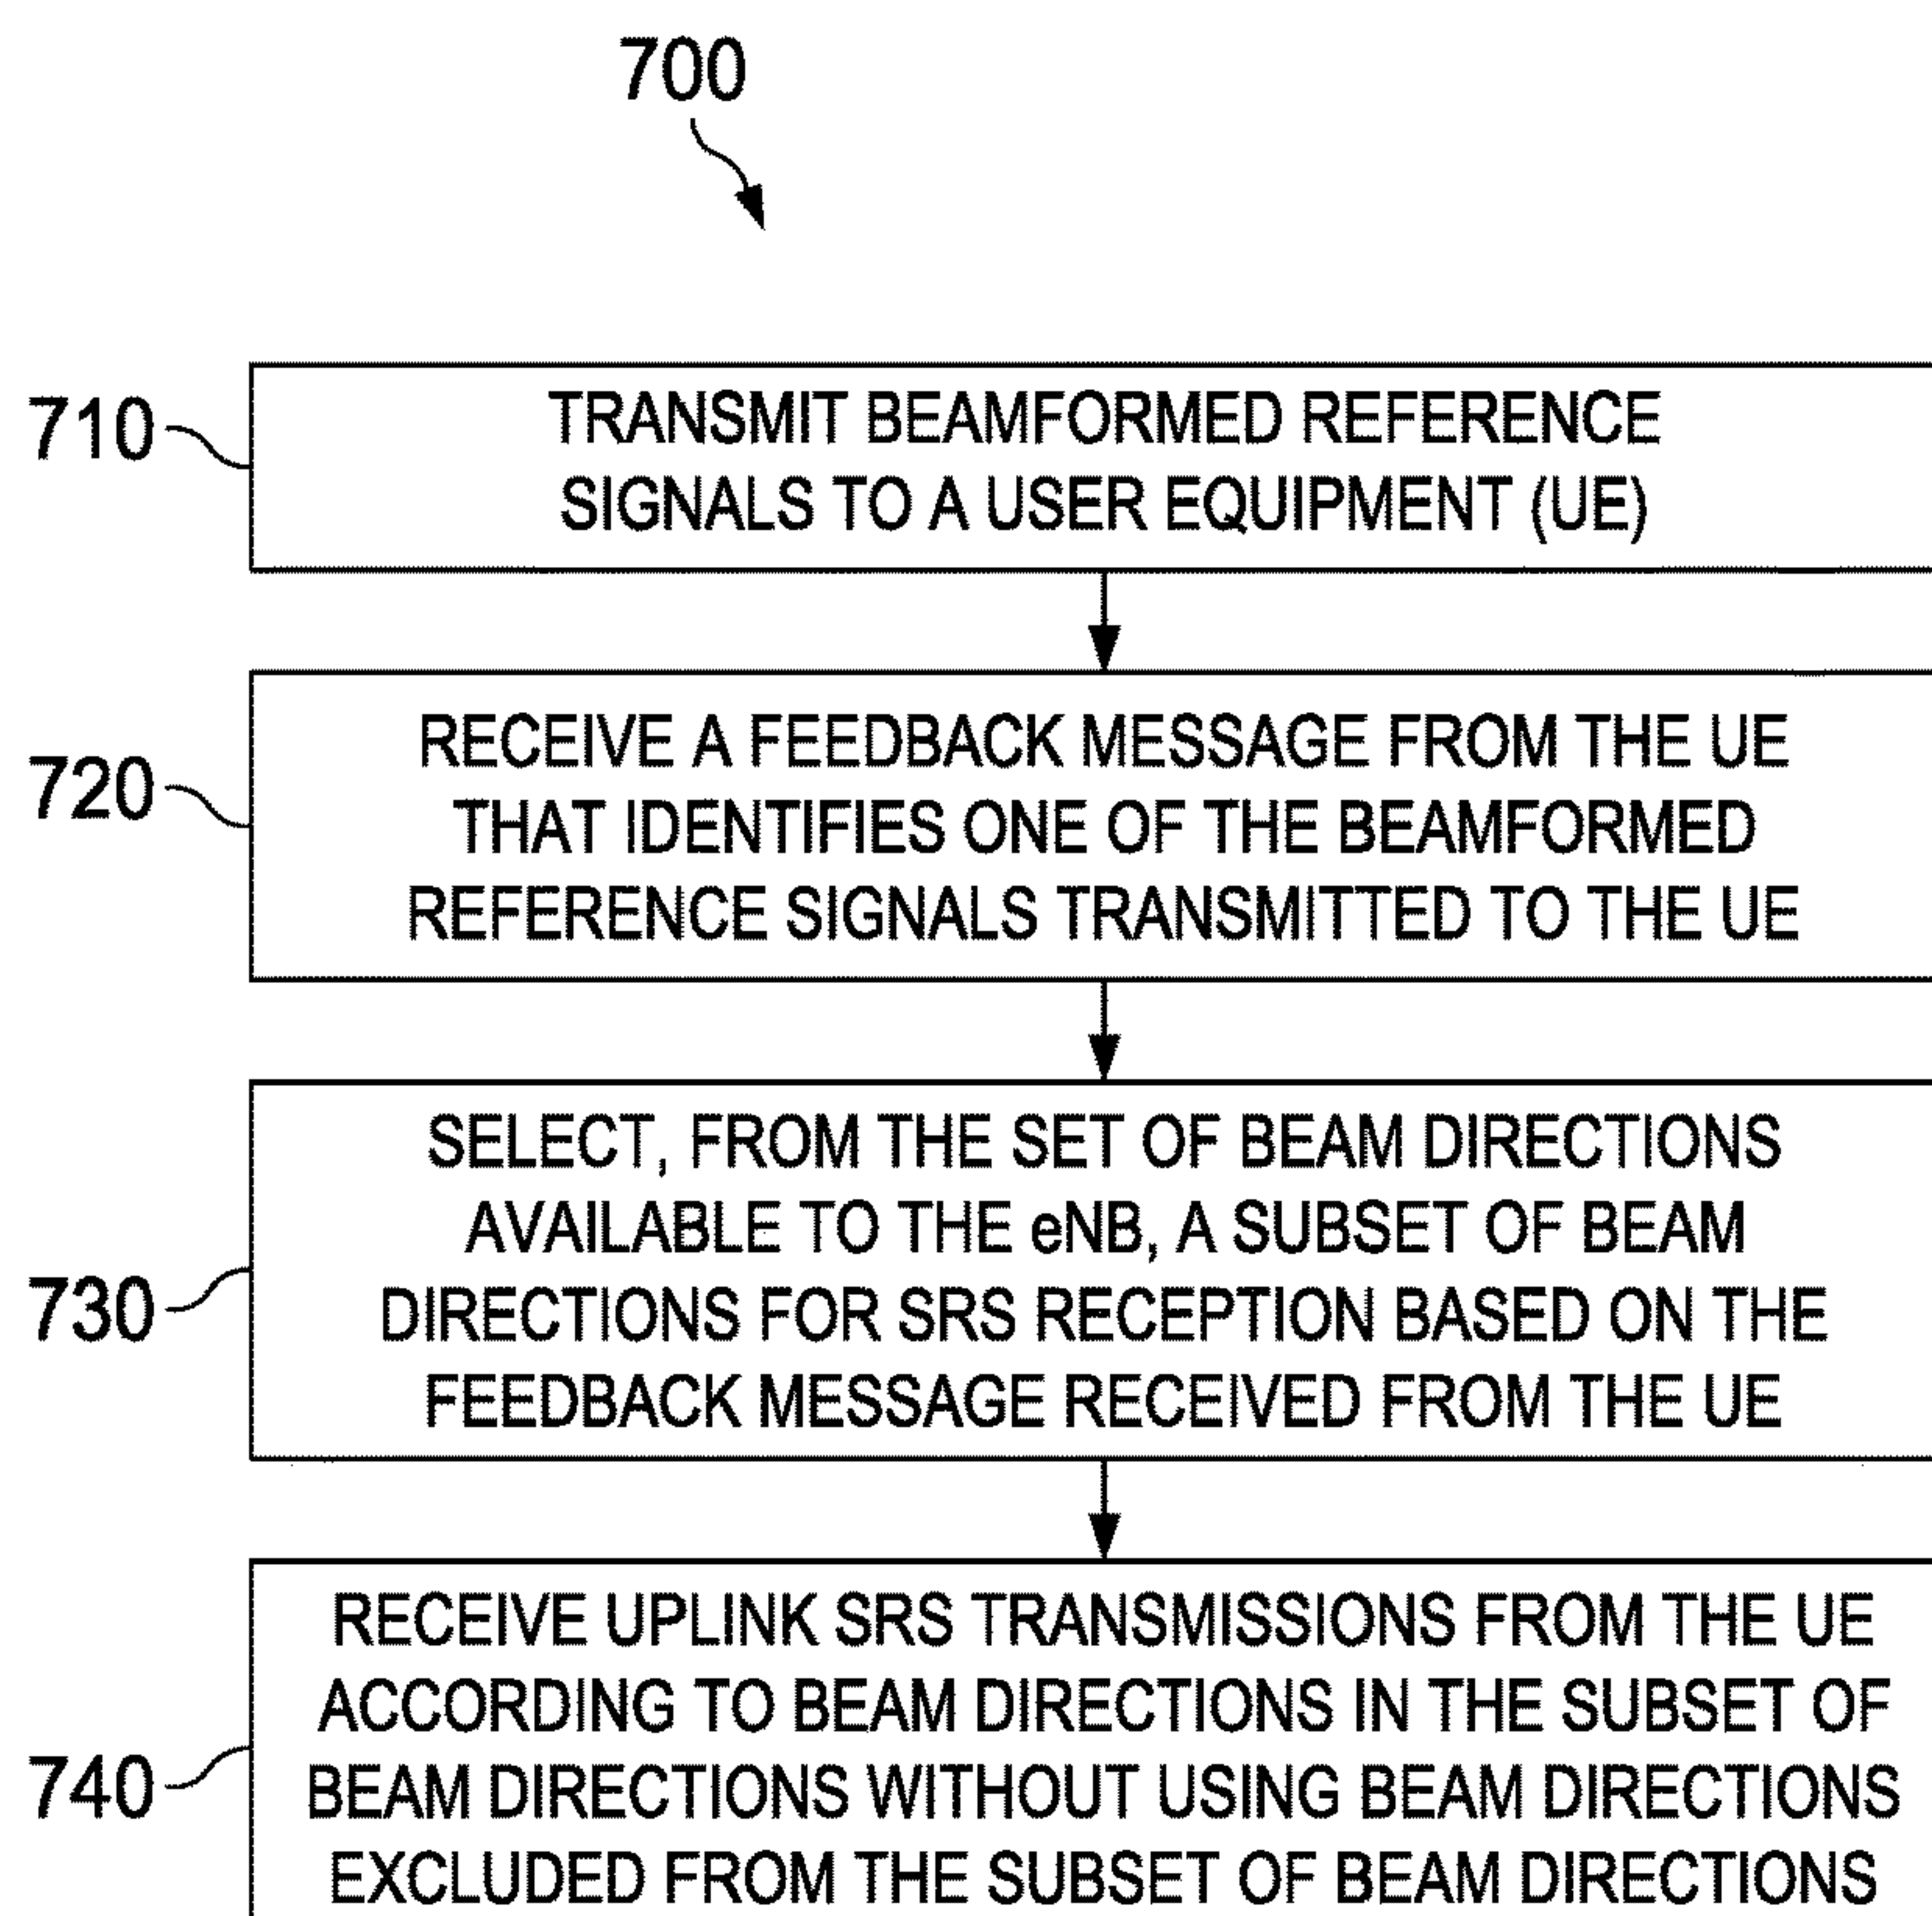 700
710
TRANSMIT BEAMFORMED REFERENCE
SIGNALS TO A USER EQUIPMENT (UE)
720
RECEIVE A FEEDBACK MESSAGE FROM THE UE
THAT IDENTIFIES ONE OF THE BEAMFORMED
REFERENCE SIGNALS TRANSMITTED TO THE UE
730
SELECT, FROM THE SET OF BEAM DIRECTIONS
AVAILABLE TO THE eNB, A SUBSET OF BEAM
DIRECTIONS FOR SRS RECEPTION BASED ON THE
FEEDBACK MESSAGE RECEIVED FROM THE UE
740
RECEIVE UPLINK SRS TRANSMISSIONS FROM THE UE
ACCORDING TO BEAM DIRECTIONS IN THE SUBSET OF
BEAM DIRECTIONS WITHOUT USING BEAM DIRECTIONS
EXCLUDED FROM THE SUBSET OF BEAM DIRECTIONS